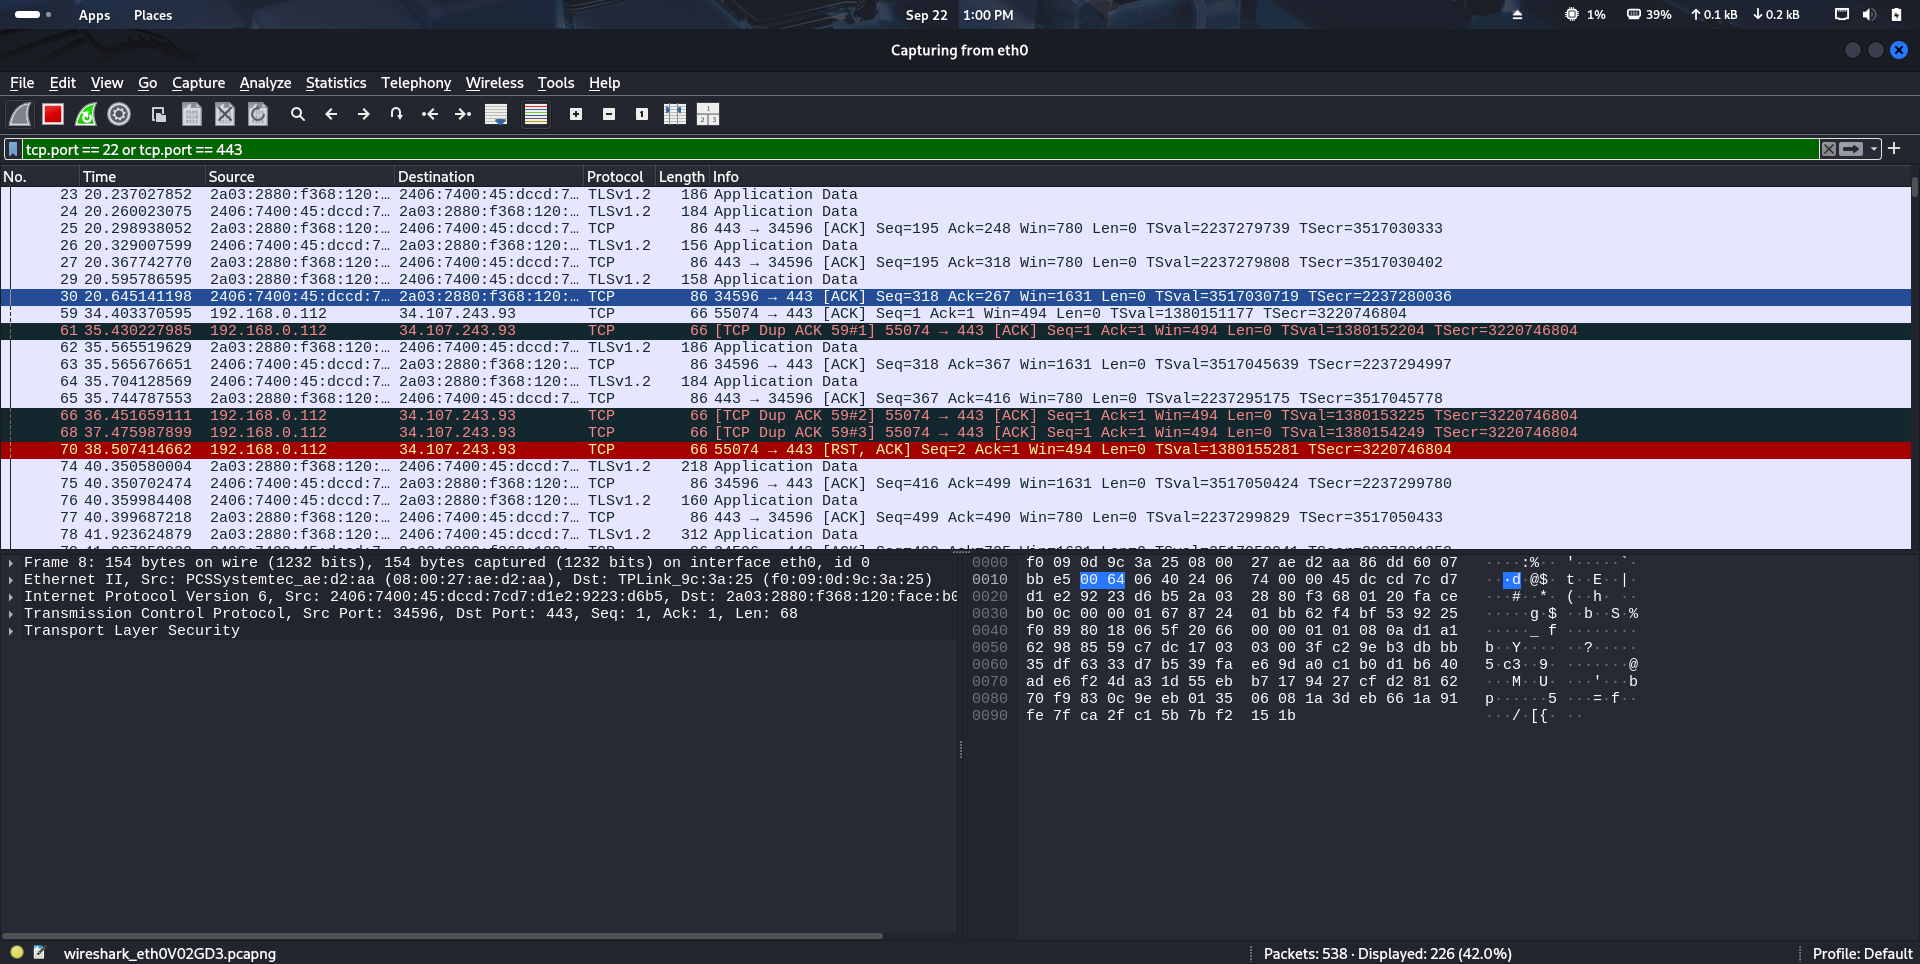 Apps Places Sep 22 1:00 PM 1% 39% ↑ 0.1 kB ↓ 0.2 kB
Capturing from eth0
File Edit View Go Capture Analyze Statistics Telephony Wireless Tools Help
tcp.port == 22 or tcp.port == 443
No. Time Source Destination Protocol Length Info
23 20.237027852 2a03:2880:f368:120:… 2406:7400:45:dccd:7… TLSv1.2 186 Application Data
24 20.260023075 2406:7400:45:dccd:7… 2a03:2880:f368:120:… TLSv1.2 184 Application Data
25 20.298938052 2a03:2880:f368:120:… 2406:7400:45:dccd:7… TCP 86 443 → 34596 [ACK] Seq=195 Ack=248 Win=780 Len=0 TSval=2237279739 TSecr=3517030333
26 20.329007599 2406:7400:45:dccd:7… 2a03:2880:f368:120:… TLSv1.2 156 Application Data
27 20.367742770 2a03:2880:f368:120:… 2406:7400:45:dccd:7… TCP 86 443 → 34596 [ACK] Seq=195 Ack=318 Win=780 Len=0 TSval=2237279808 TSecr=3517030402
29 20.595786595 2a03:2880:f368:120:… 2406:7400:45:dccd:7… TLSv1.2 158 Application Data
30 20.645141198 2406:7400:45:dccd:7… 2a03:2880:f368:120:… TCP 86 34596 → 443 [ACK] Seq=318 Ack=267 Win=1631 Len=0 TSval=3517030719 TSecr=2237280036
59 34.403370595 192.168.0.112 34.107.243.93 TCP 66 55074 → 443 [ACK] Seq=1 Ack=1 Win=494 Len=0 TSval=1380151177 TSecr=3220746804
61 35.430227985 192.168.0.112 34.107.243.93 TCP 66 [TCP Dup ACK 59#1] 55074 → 443 [ACK] Seq=1 Ack=1 Win=494 Len=0 TSval=1380152204 TSecr=3220746804
62 35.565519629 2a03:2880:f368:120:… 2406:7400:45:dccd:7… TLSv1.2 186 Application Data
63 35.565676651 2406:7400:45:dccd:7… 2a03:2880:f368:120:… TCP 86 34596 → 443 [ACK] Seq=318 Ack=367 Win=1631 Len=0 TSval=3517045639 TSecr=2237294997
64 35.704128569 2406:7400:45:dccd:7… 2a03:2880:f368:120:… TLSv1.2 184 Application Data
65 35.744787553 2a03:2880:f368:120:… 2406:7400:45:dccd:7… TCP 86 443 → 34596 [ACK] Seq=367 Ack=416 Win=780 Len=0 TSval=2237295175 TSecr=3517045778
66 36.451659111 192.168.0.112 34.107.243.93 TCP 66 [TCP Dup ACK 59#2] 55074 → 443 [ACK] Seq=1 Ack=1 Win=494 Len=0 TSval=1380153225 TSecr=3220746804
68 37.475987899 192.168.0.112 34.107.243.93 TCP 66 [TCP Dup ACK 59#3] 55074 → 443 [ACK] Seq=1 Ack=1 Win=494 Len=0 TSval=1380154249 TSecr=3220746804
70 38.507414662 192.168.0.112 34.107.243.93 TCP 66 55074 → 443 [RST, ACK] Seq=2 Ack=1 Win=494 Len=0 TSval=1380155281 TSecr=3220746804
74 40.350580004 2a03:2880:f368:120:… 2406:7400:45:dccd:7… TLSv1.2 218 Application Data
75 40.350702474 2406:7400:45:dccd:7… 2a03:2880:f368:120:… TCP 86 34596 → 443 [ACK] Seq=416 Ack=499 Win=1631 Len=0 TSval=3517050424 TSecr=2237299780
76 40.359984408 2406:7400:45:dccd:7… 2a03:2880:f368:120:… TLSv1.2 160 Application Data
77 40.399687218 2a03:2880:f368:120:… 2406:7400:45:dccd:7… TCP 86 443 → 34596 [ACK] Seq=499 Ack=490 Win=780 Len=0 TSval=2237299829 TSecr=3517050433
78 41.923624879 2a03:2880:f368:120:… 2406:7400:45:dccd:7… TLSv1.2 312 Application Data
Frame 8: 154 bytes on wire (1232 bits), 154 bytes captured (1232 bits) on interface eth0, id 0
Ethernet II, Src: PCSSystemtec_ae:d2:aa (08:00:27:ae:d2:aa), Dst: TPLink_9c:3a:25 (f0:09:0d:9c:3a:25)
Internet Protocol Version 6, Src: 2406:7400:45:dccd:7cd7:d1e2:9223:d6b5, Dst: 2a03:2880:f368:120:face:b0
Transmission Control Protocol, Src Port: 34596, Dst Port: 443, Seq: 1, Ack: 1, Len: 68
Transport Layer Security
0000 f0 09 0d 9c 3a 25 08 00 27 ae d2 aa 86 dd 60 07 ····:%·· '·····`·
0010 bb e5 00 64 06 40 24 06 74 00 00 45 dc cd 7c d7 ···d·@$· t··E··|·
0020 d1 e2 92 23 d6 b5 2a 03 28 80 f3 68 01 20 fa ce ···#··*· (··h· ··
0030 b0 0c 00 00 01 67 87 24 01 bb 62 f4 bf 53 92 25 ·····g·$ ··b··S·%
0040 f0 89 80 18 06 5f 20 66 00 00 01 01 08 0a d1 a1 ·····_ f ········
0050 62 98 85 59 c7 dc 17 03 03 00 3f c2 9e b3 db bb b··Y···· ··?·····
0060 35 df 63 33 d7 b5 39 fa e6 9d a0 c1 b0 d1 b6 40 5·c3··9· ·······@
0070 ad e6 f2 4d a3 1d 55 eb b7 17 94 27 cf d2 81 62 ···M··U· ···'···b
0080 70 f9 83 0c 9e eb 01 35 06 08 1a 3d eb 66 1a 91 p······5 ···=·f··
0090 fe 7f ca 2f c1 5b 7b f2 15 1b ···/·[{· ··
wireshark_eth0V02GD3.pcapng Packets: 538 · Displayed: 226 (42.0%) Profile: Default